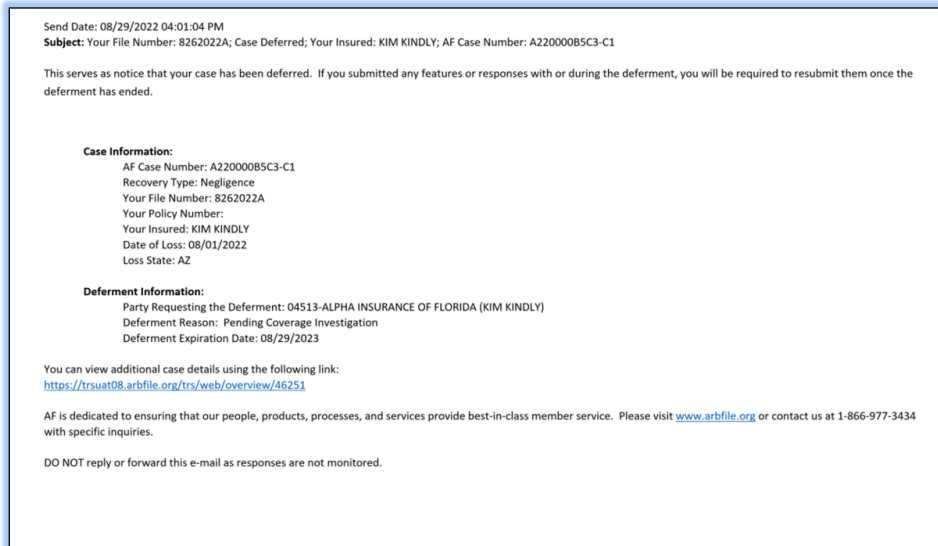 Send Date: 08/29/2022 04:01:04 PM
Subject: Your File Number: 8262022A; Case Deferred; Your Insured: KIM KINDLY; AF Case Number: A220000B5C3-C1
This serves as notice that your case has been deferred. If you submitted any features or responses with or during the deferment, you will be required to resubmit them once the
deferment has ended.
Case Information:
AF Case Number: A220000B5C3-C1
Recovery Type: Negligence
Your File Number: 8262022A
Your Policy Number:
Your Insured: KIM KINDLY
Date of Loss: 08/01/2022
Loss State: AZ
Deferment Information:
Party Requesting the Deferment: 04513-ALPHA INSURANCE OF FLORIDA (KIM KINDLY)
Deferment Reason: Pending Coverage Investigation
Deferment Expiration Date: 08/29/2023
You can view additional case details using the following link:
https://trsuat08.arbfile.org/trs/web/overview/46251
AF is dedicated to ensuring that our people, products, processes, and services provide best-in-class member service. Please visit www.arbfile.org or contact us at 1-866-977-3434
with specific inquiries.
DO NOT reply or forward this e-mail as responses are not monitored.